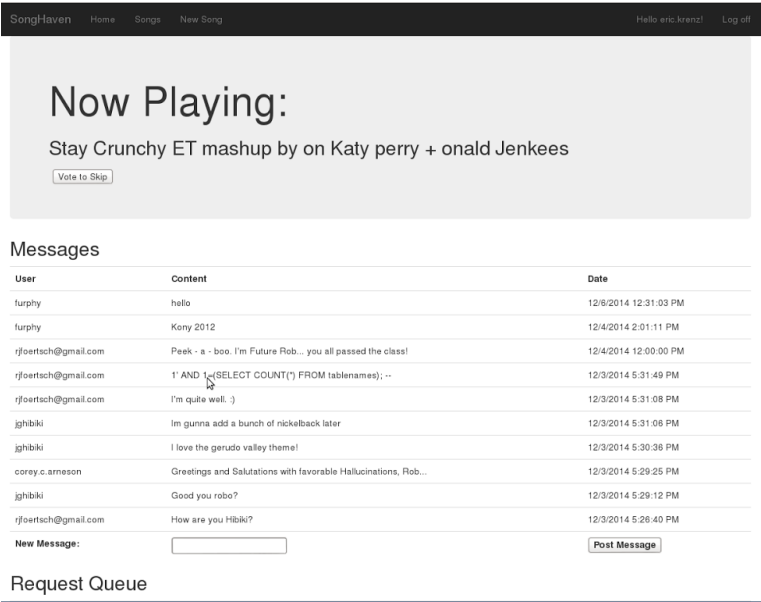 SongHaven Home Songs New Song Hello eric.krenz! Log off
Now Playing:
Stay Crunchy ET mashup by on Katy perry + onald Jenkees
Vote to Skip
Messages
User Content Date
furphy hello 12/6/2014 12:31:03 PM
furphy Kony 2012 12/4/2014 2:01:11 PM
rjfoertsch@gmail.com Peek - a - boo. I'm Future Rob... you all passed the class! 12/4/2014 12:00:00 PM
rjfoertsch@gmail.com 1' AND 1=(SELECT COUNT(*) FROM tablenames); -- 12/3/2014 5:31:49 PM
rjfoertsch@gmail.com I'm quite well. :) 12/3/2014 5:31:08 PM
jghibiki Im gunna add a bunch of nickelback later 12/3/2014 5:31:06 PM
jghibiki I love the gerudo valley theme! 12/3/2014 5:30:36 PM
corey.c.arneson Greetings and Salutations with favorable Hallucinations, Rob... 12/3/2014 5:29:25 PM
jghibiki Good you robo? 12/3/2014 5:29:12 PM
rjfoertsch@gmail.com How are you Hibiki? 12/3/2014 5:26:40 PM
New Message: Post Message
Request Queue